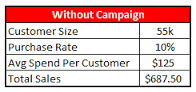 Without Campaign
Customer Size 55k
Purchase Rate 10%
Avg Spend Per Customer $125
Total Sales $687.50